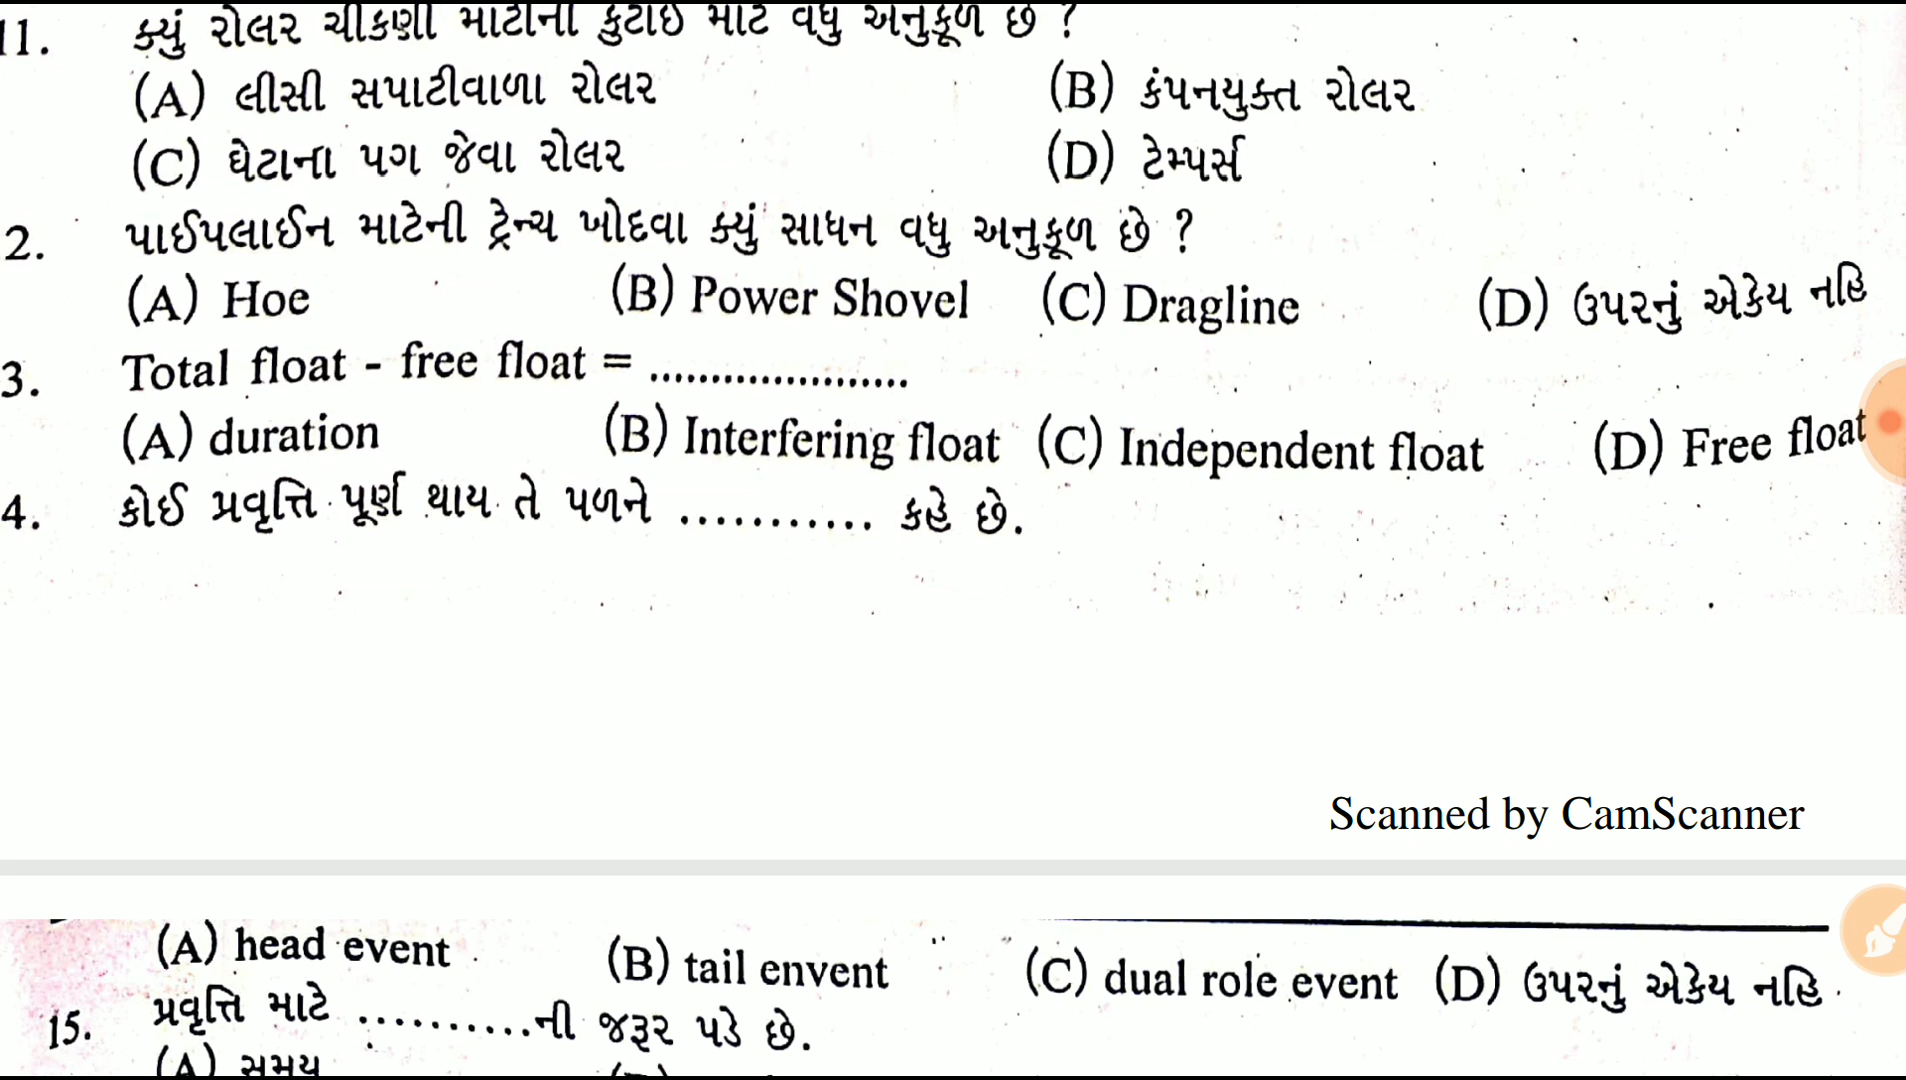 11. ક્યું રોલર ચીકણી માટીની કુટાઈ માટે વધુ અનુકૂળ છે ?
(A) લીસી સપાટીવાળા રોલર (B) કંપનયુક્ત રોલર
(C) ઘેટાના પગ જેવા રોલર (D) ટેમ્પર્સ
2. પાઈપલાઈન માટેની ટ્રેન્ચ ખોદવા ક્યું સાધન વધુ અનુકૂળ છે ?
(A) Hoe (B) Power Shovel (C) Dragline (D) ઉપરનું એકેય નહિ
3. Total float - free float = .....................
(A) duration (B) Interfering float (C) Independent float (D) Free float
4. કોઈ પ્રવૃત્તિ પૂર્ણ થાય તે પળને ............ કહે છે.
Scanned by CamScanner
(A) head event (B) tail envent (C) dual role event (D) ઉપરનું એકેય નહિ
15. પ્રવૃત્તિ માટે ...........ની જરૂર પડે છે.
(A) સમય